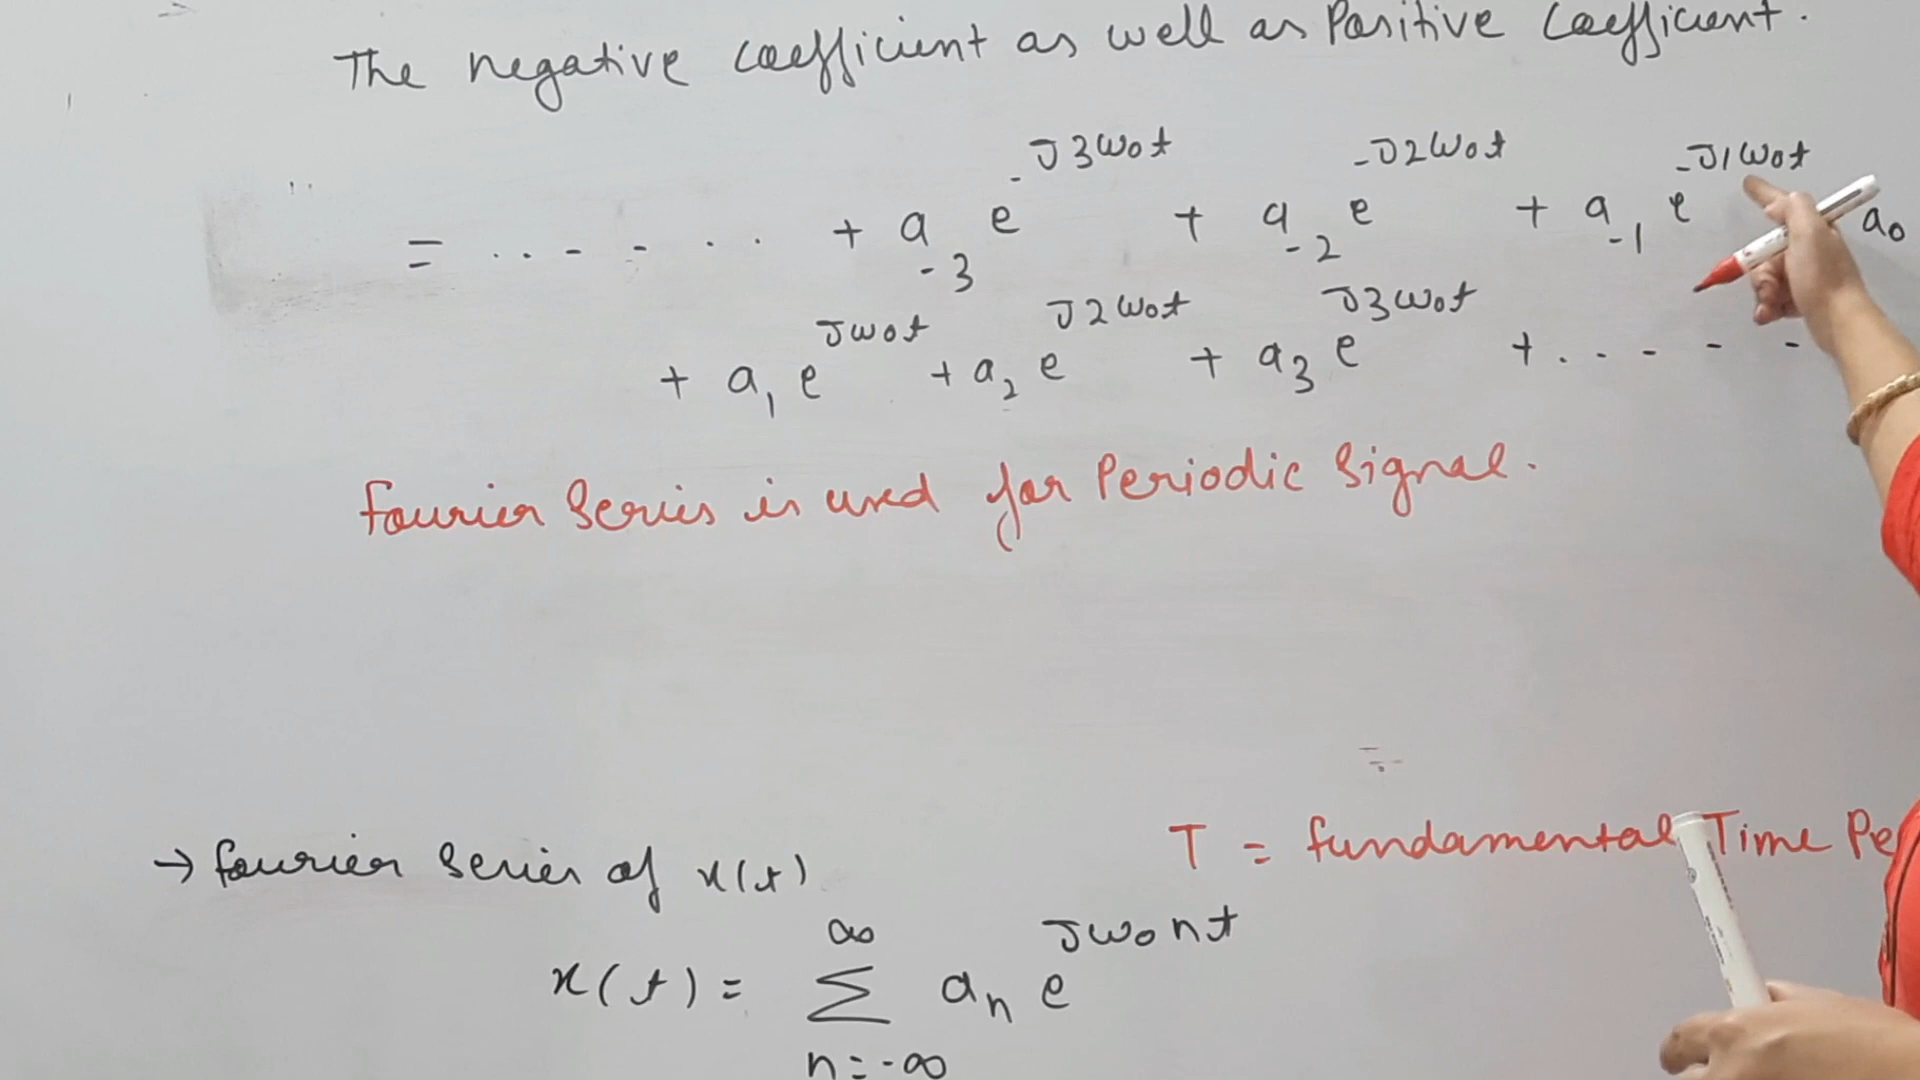 The negative coefficient as well as Positive Coefficient.
= ..--.. + a₋₃ e^-J3ω₀t + a₋₂ e^-J2ω₀t + a₋₁ e^-J1ω₀t a₀
+ a₁ e^Jω₀t + a₂ e^J2ω₀t + a₃ e^J3ω₀t + ..---
Fourier Series is used for Periodic Signal.
T = fundamental Time Pe
→ fourier Series of x(t)
x(t) = ∑_{n=-∞}^{∞} aₙ e^Jω₀nt